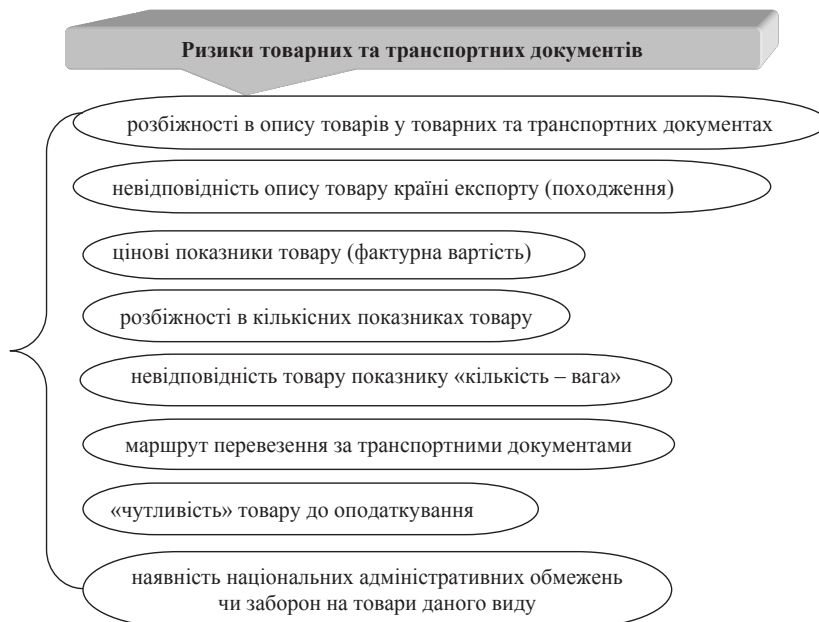 Ризики товарних та транспортних документів
розбіжності в опису товарів у товарних та транспортних документах
невідповідність опису товару країні експорту (походження)
цінові показники товару (фактурна вартість)
розбіжності в кількісних показниках товару
невідповідність товару показнику «кількість – вага»
маршрут перевезення за транспортними документами
«чутливість» товару до оподаткування
наявність національних адміністративних обмежень
чи заборон на товари даного виду